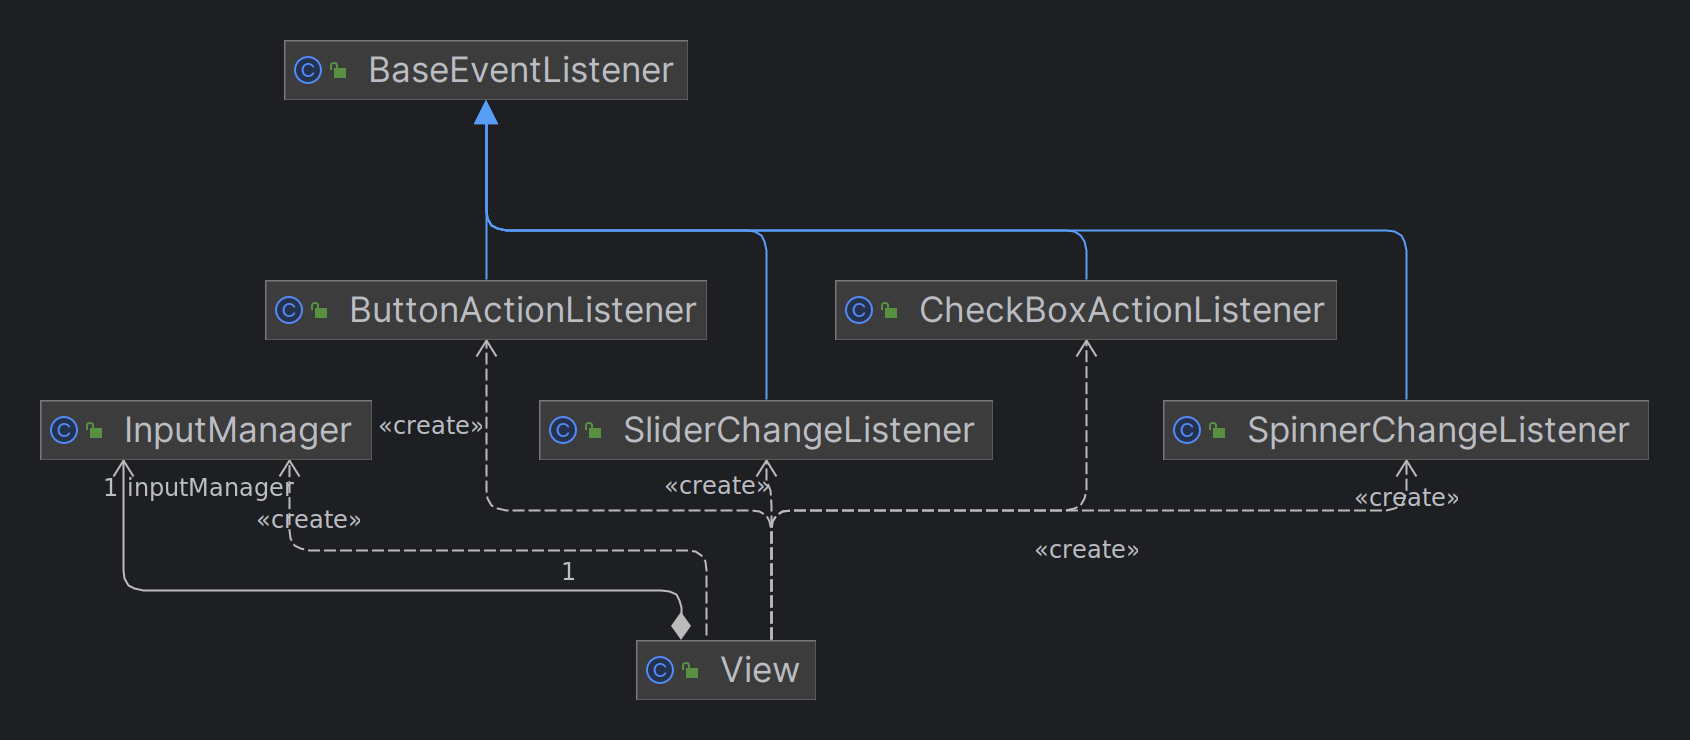 C BaseEventListener
C ButtonActionListener
C CheckBoxActionListener
C InputManager
«create»
C SliderChangeListener
C SpinnerChangeListener
1 inputManager
«create»
«create»
«create»
«create»
1
C View